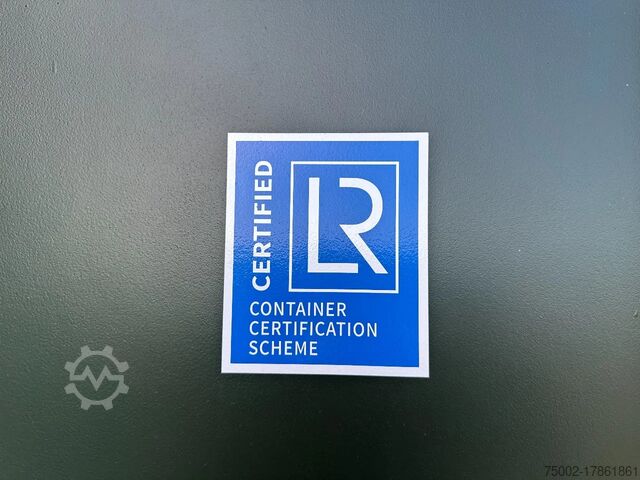 CERTIFIED
LR
CONTAINER
CERTIFICATION
SCHEME
75002-17861861